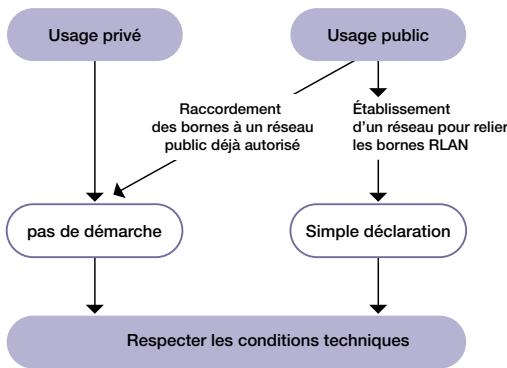 Usage privé
Usage public
Raccordement
des bornes à un réseau
public déjà autorisé
Établissement
d'un réseau pour relier
les bornes RLAN
pas de démarche
Simple déclaration
Respecter les conditions techniques